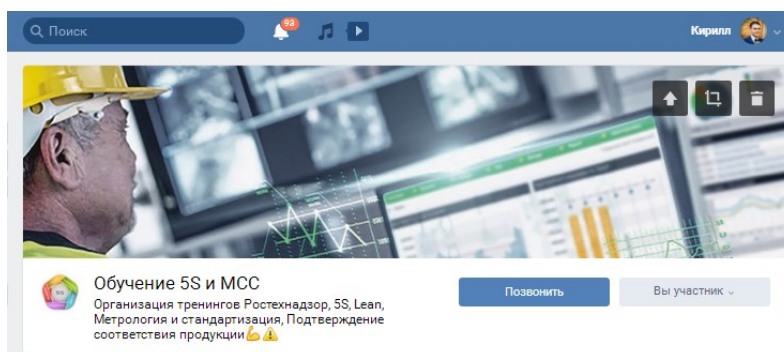 Поиск
93
Кирилл
Обучение 5S и МСС
Организация тренингов Ростехнадзор, 5S, Lean,
Метрология и стандартизация, Подтверждение
соответствия продукции💪⚠
Позвонить
Вы участник
5S